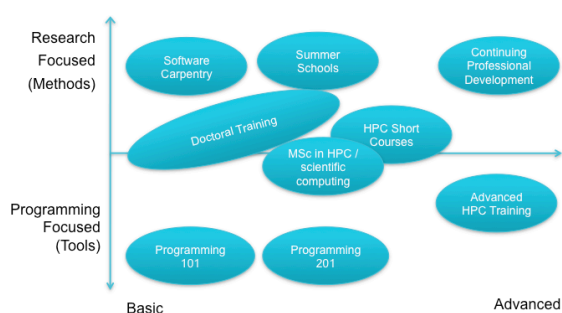 Research
Focused
(Methods)
Software
Carpentry
Summer
Schools
Continuing
Professional
Development
Doctoral Training
HPC Short
Courses
MSc in HPC /
scientific
computing
Programming
Focused
(Tools)
Advanced
HPC Training
Programming
101
Programming
201
Basic
Advanced